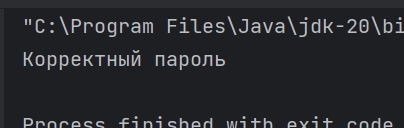 "C:\Program Files\Java\jdk-20\bi
Корректный пароль
Process finished with exit code